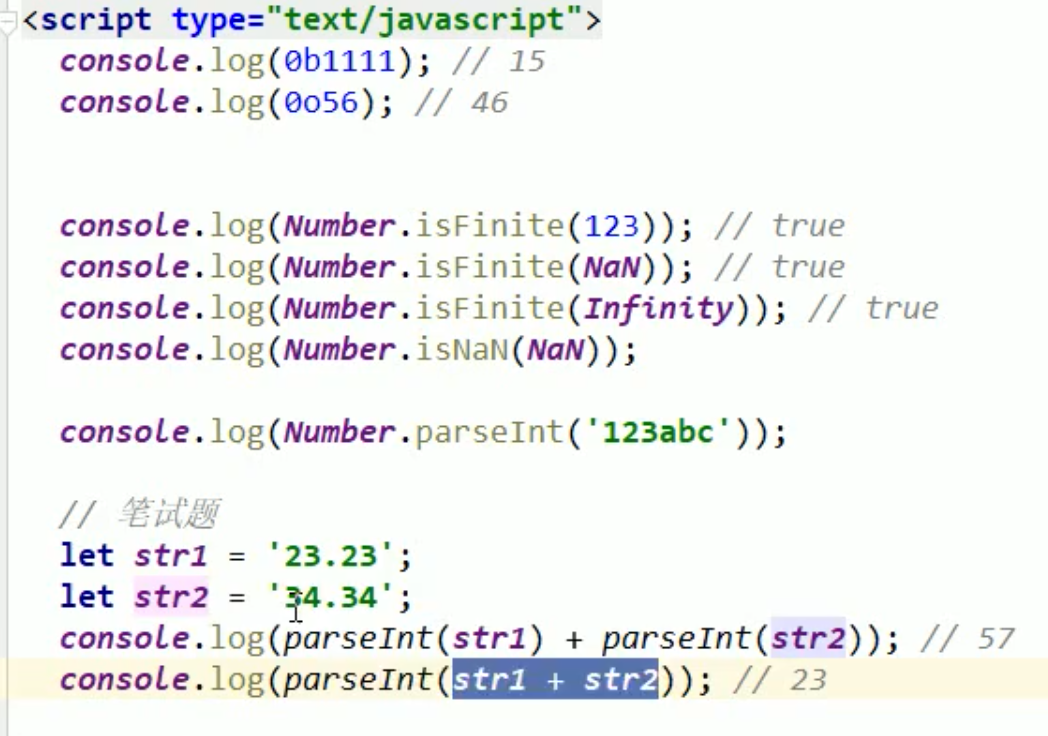 <script type="text/javascript">
console.log(0b1111); // 15
console.log(0o56); // 46
console.log(Number.isFinite(123)); // true
console.log(Number.isFinite(NaN)); // true
console.log(Number.isFinite(Infinity)); // true
console.log(Number.isNaN(NaN));
console.log(Number.parseInt('123abc'));
// 笔试题
let str1 = '23.23';
let str2 = '34.34';
console.log(parseInt(str1) + parseInt(str2)); // 57
console.log(parseInt(str1 + str2)); // 23